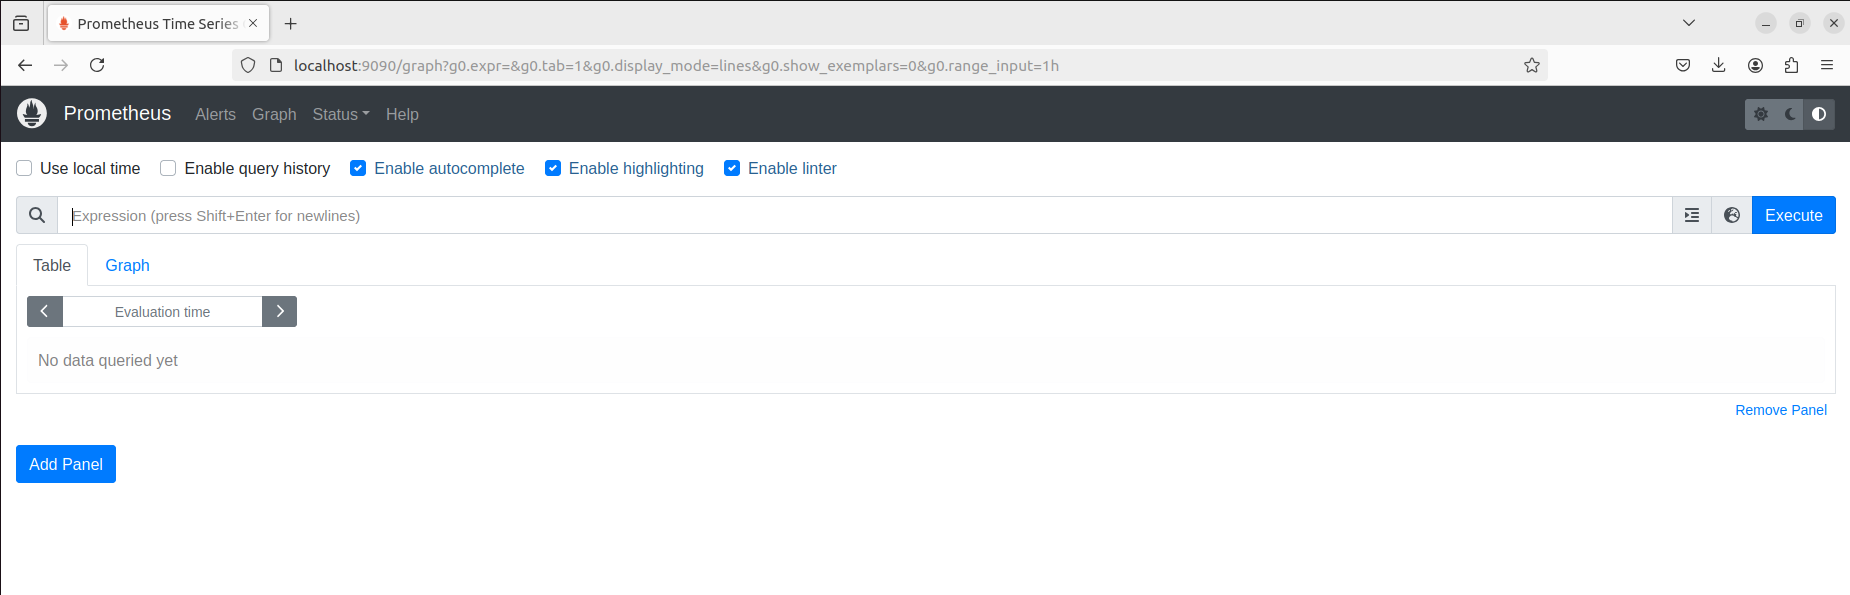 Prometheus Time Series
localhost:9090/graph?g0.expr=&g0.tab=1&g0.display_mode=lines&g0.show_exemplars=0&g0.range_input=1h
Prometheus Alerts Graph Status Help
Use local time Enable query history Enable autocomplete Enable highlighting Enable linter
Expression (press Shift+Enter for newlines) Execute
Table Graph
Evaluation time
No data queried yet
Remove Panel
Add Panel